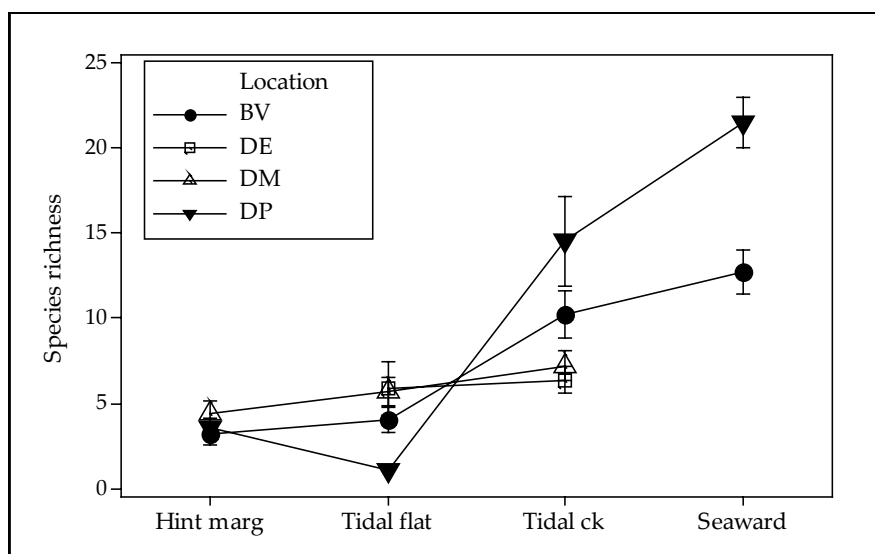 25
20
15
10
5
0
Species richness
Location
BV
DE
DM
DP
Hint marg Tidal flat Tidal ck Seaward